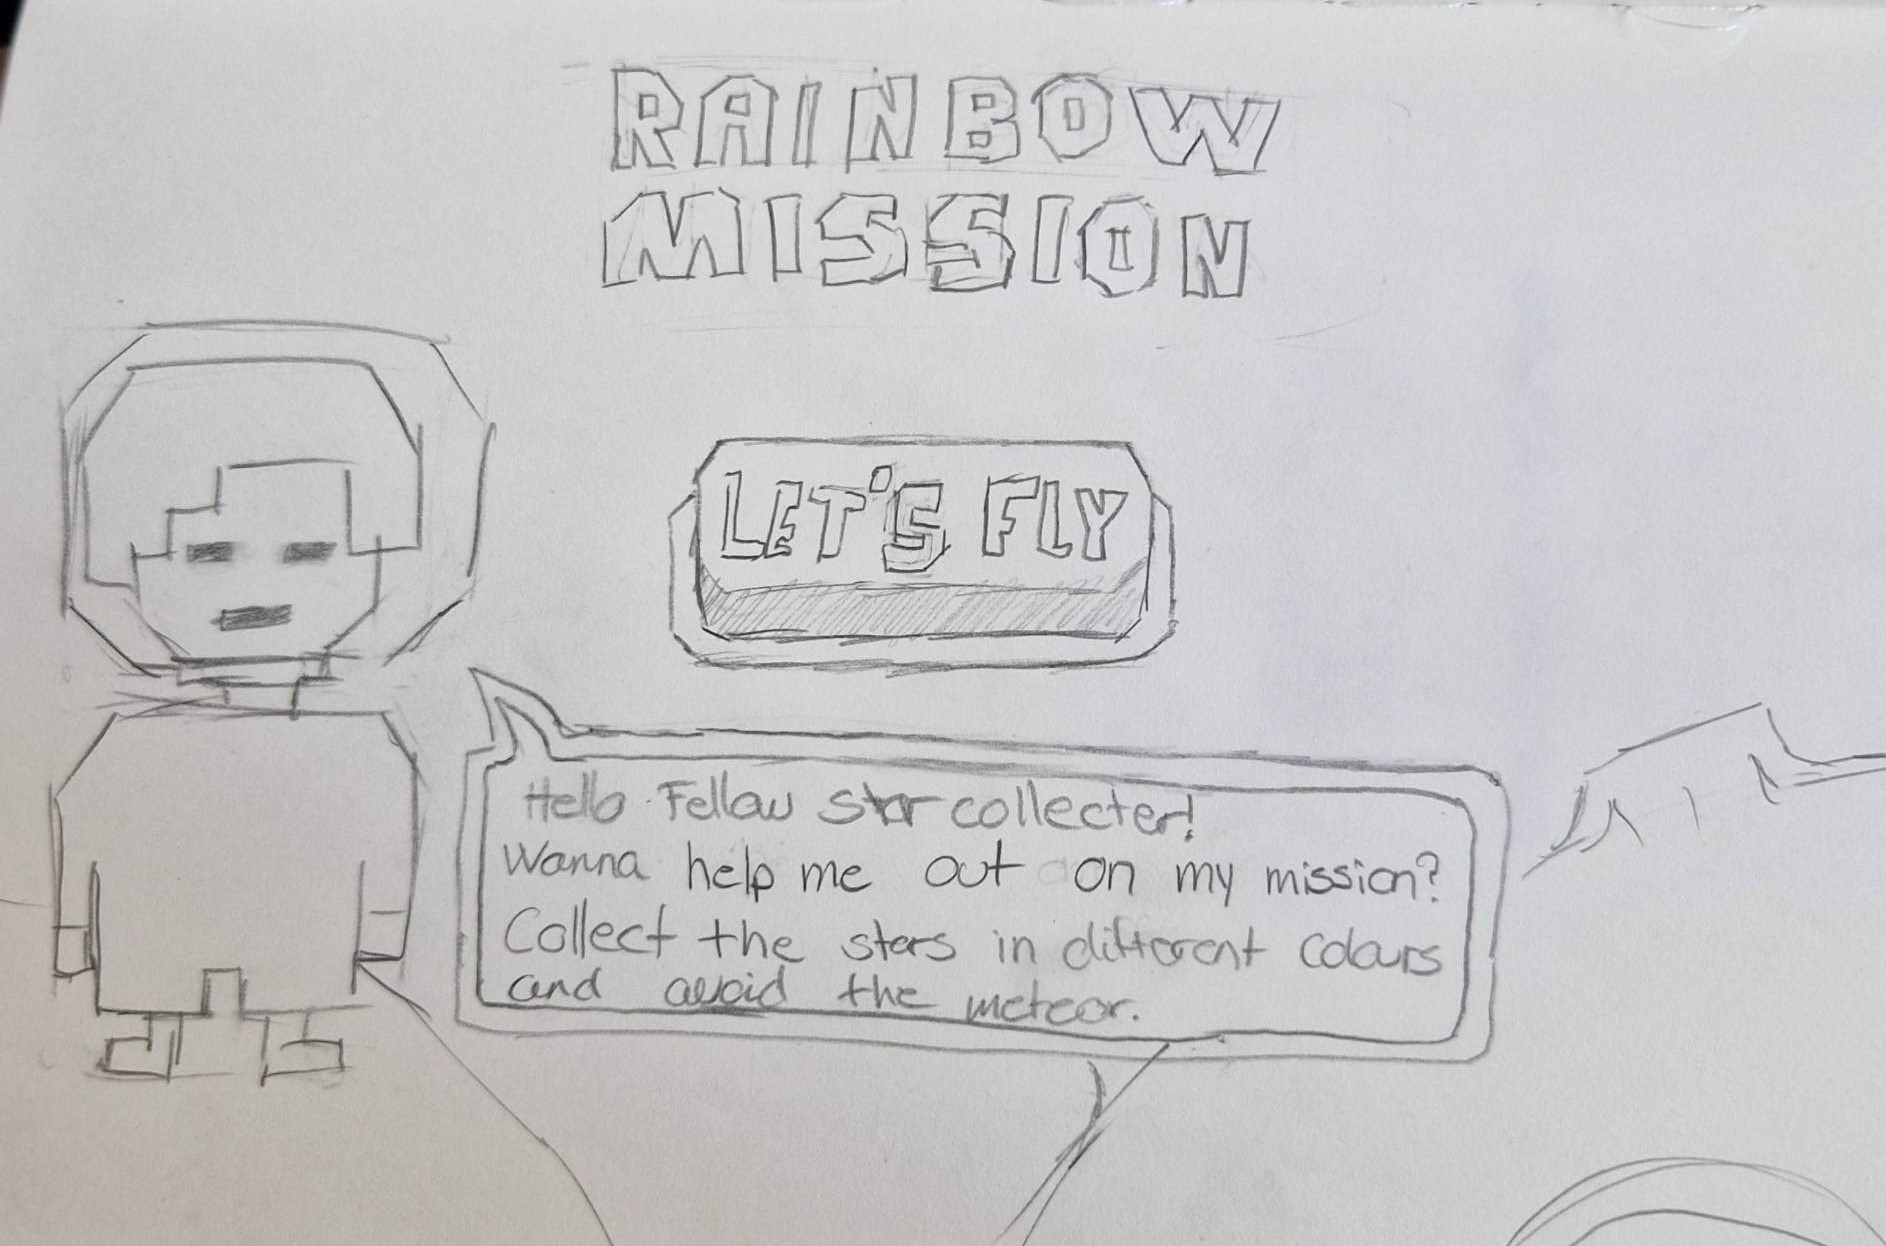 RAINBOW
MISSION
LET'S FLY
Hello Fellow star collecter!
Wanna help me out on my mission?
Collect the stars in different colours
and avoid the meteor.